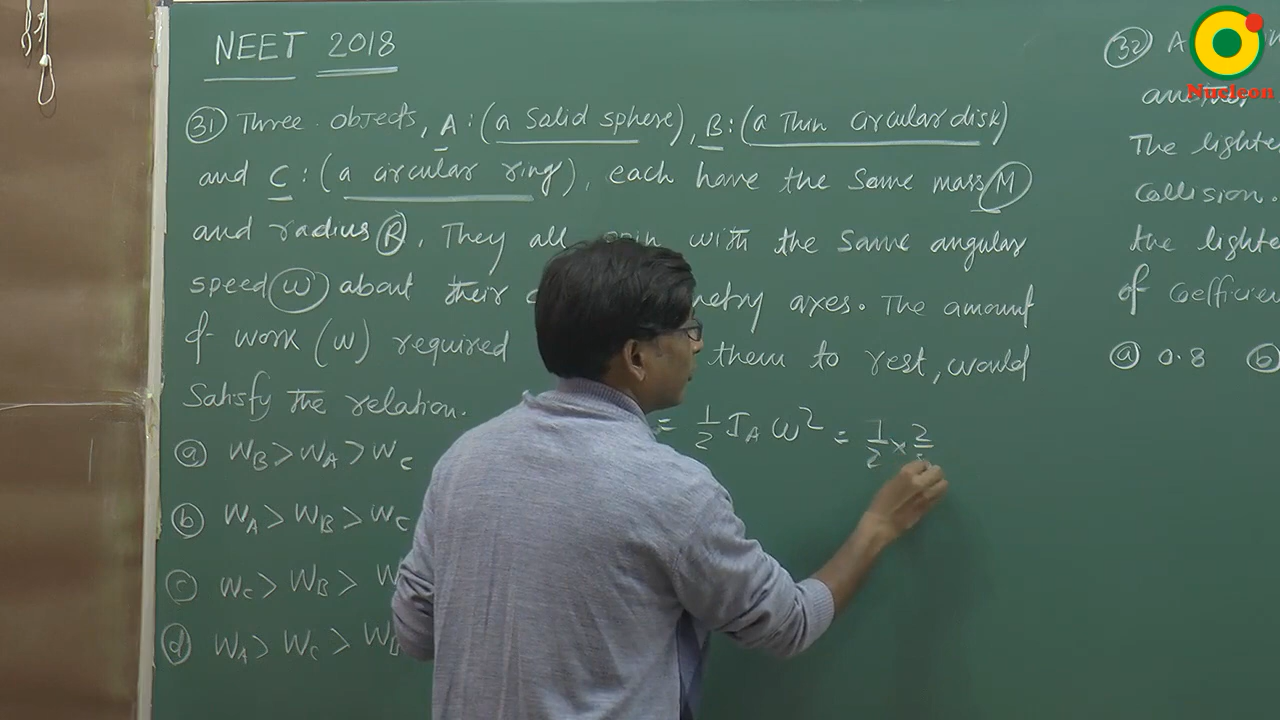 NEET 2018
(31) Three objects, A : (a Solid sphere), B : (a Thin circular disk)
and C : (a circular ring), each have the same mass M
and radius R. They all spin with the same angular
speed ω about their metry axes. The amount
of work (W) required them to rest, would
Satisfy the relation.
= 1/2 I_A ω² = 1/2 × 2
(a) W_B > W_A > W_C
(b) W_A > W_B > W_C
(c) W_C > W_B > W
(d) W_A > W_C > W_B
(32) A
The lighte
Collision.
the lighte
of Coefficien
(a) 0.8 (b)
Nucleon